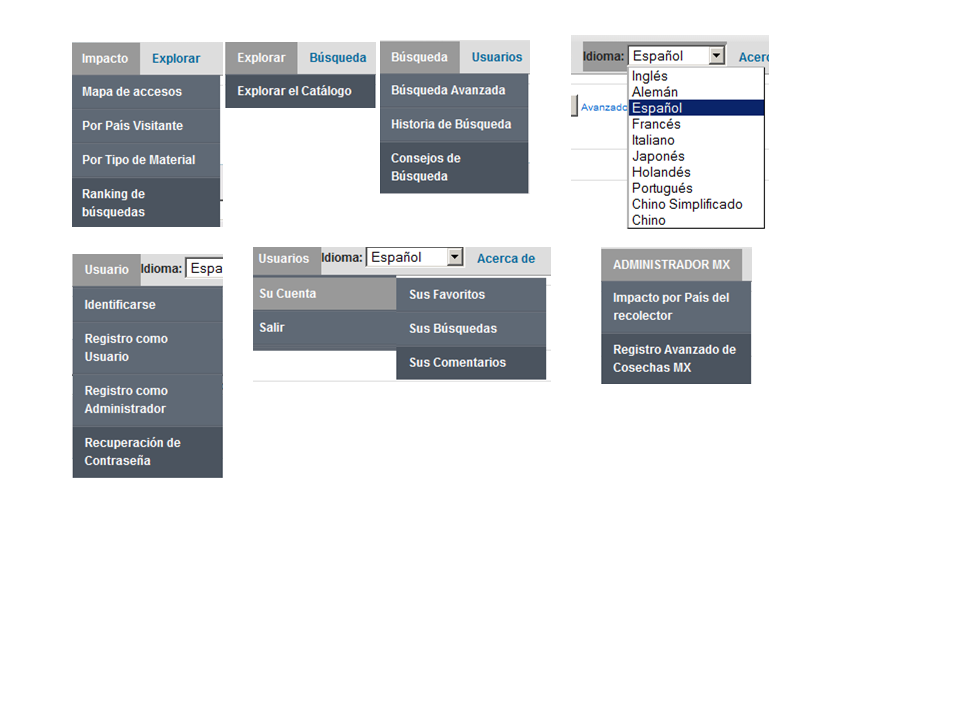 Impacto Explorar
Mapa de accesos
Por País Visitante
Por Tipo de Material
Ranking de
búsquedas
Explorar Búsqueda
Explorar el Catálogo
Búsqueda Usuarios
Búsqueda Avanzada
Historia de Búsqueda
Consejos de
Búsqueda
Idioma: Español Acerc
Avanzado
Inglés
Alemán
Español
Francés
Italiano
Japonés
Holandés
Portugués
Chino Simplificado
Chino
Usuario Idioma: Espa
Identificarse
Registro como
Usuario
Registro como
Administrador
Recuperación de
Contraseña
Usuarios Idioma: Español Acerca de
Su Cuenta Sus Favoritos
Salir Sus Búsquedas
Sus Comentarios
ADMINISTRADOR MX
Impacto por País del
recolector
Registro Avanzado de
Cosechas MX